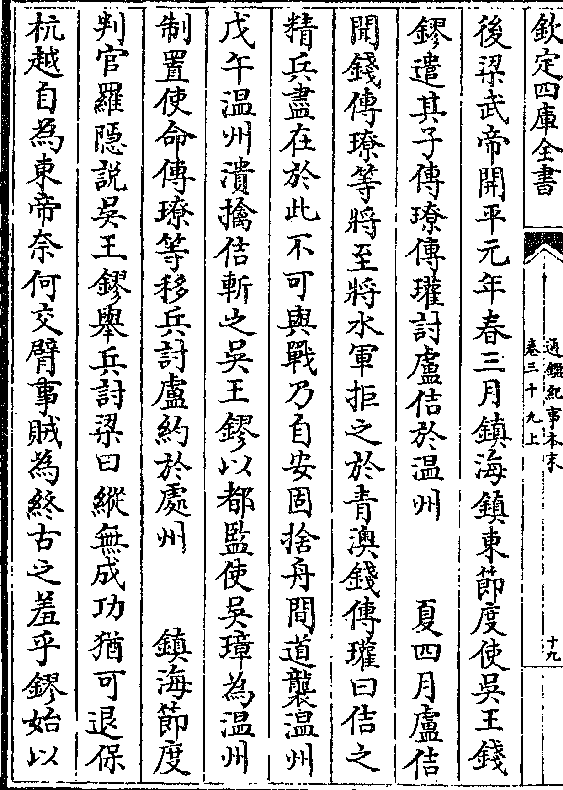 欽定四庫全書
通鑑紀事本末
卷三十九上
十九
後梁武帝開平元年春三月鎮海鎮東節度使吳王錢
鏐遣其子傳璙傳瓘討盧佶於温州　　夏四月盧佶
聞錢傳璙等將至將水軍拒之於青澳錢傳瓘曰佶之
精兵盡在於此不可與戰乃自安固捨舟間道襲温州
戊午温州潰擒佶斬之吳王鏐以都監使吳璋為温州
制置使命傳璙等移兵討盧約於處州　　鎮海節度
判官羅隱說吳王鏐舉兵討梁曰縱無成功猶可退保
杭越自為東帝奈何交臂事賊為終古之羞乎鏐始以